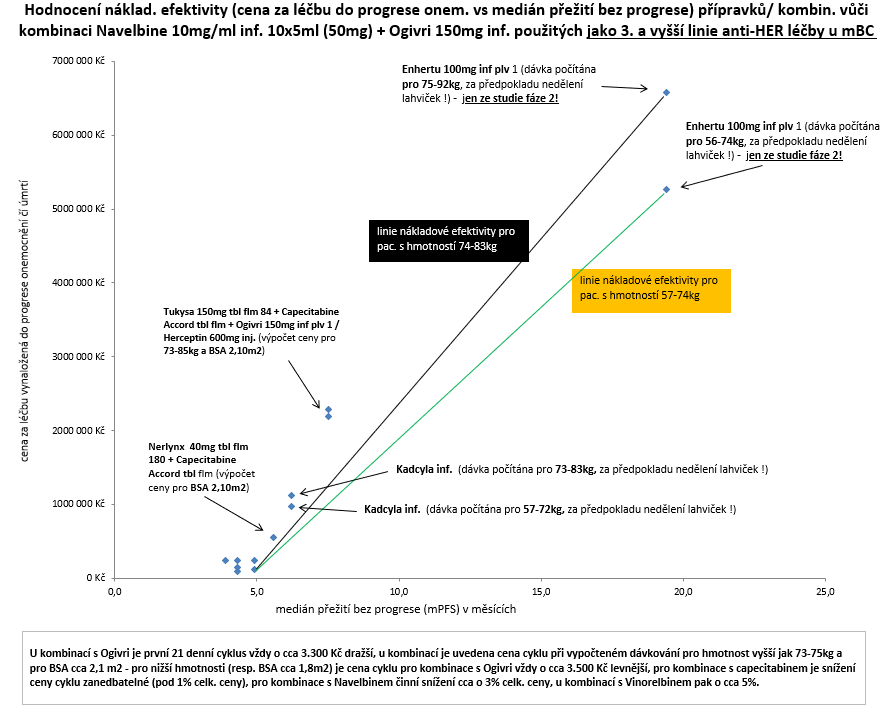 Hodnocení náklad. efektivity (cena za léčbu do progrese onem. vs medián přežití bez progrese) přípravků/ kombin. vůči
kombinaci Navelbine 10mg/ml inf. 10x5ml (50mg) + Ogivri 150mg inf. použitých jako 3. a vyšší linie anti-HER léčby u mBC
cena za léčbu vynaložená do progrese onemocnění čí úmrtí
7000 000 Kč
6000 000 Kč
5000 000 Kč
4000 000 Kč
3000 000 Kč
2000 000 Kč
1000 000 Kč
0 Kč
Enhertu 100mg inf plv 1 (dávka počítána
pro 75-92kg, za předpokladu nedělení
lahviček !) - jen ze studie fáze 2!
Enhertu 100mg inf plv 1 (dávka počítána
pro 56-74kg, za předpokladu nedělení
lahviček !) - jen ze studie fáze 2!
linie nákladové efektivity pro
pac. s hmotností 74-83kg
linie nákladové efektivity pro
pac. s hmotností 57-74kg
Tukysa 150mg tbl flm 84 + Capecitabine
Accord tbl flm + Ogivri 150mg inf plv 1 /
Herceptin 600mg inj. (výpočet ceny pro
73-85kg a BSA 2,10m2)
Nerlynx 40mg tbl flm
180 + Capecitabine
Accord tbl flm (výpočet
ceny pro BSA 2,10m2)
Kadcyla inf. (dávka počítána pro 73-83kg, za předpokladu nedělení lahviček !)
Kadcyla inf. (dávka počítána pro 57-72kg, za předpokladu nedělení lahviček !)
0,0 5,0 10,0 15,0 20,0 25,0
medián přežití bez progrese (mPFS) v měsících
U kombinací s Ogivri je první 21 denní cyklus vždy o cca 3.300 Kč dražší, u kombinací je uvedena cena cyklu při vypočteném dávkování pro hmotnost vyšší jak 73-75kg a
pro BSA cca 2,1 m2 - pro nižší hmotnosti (resp. BSA cca 1,8m2) je cena cyklu pro kombinace s Ogivri vždy o cca 3.500 Kč levnější, pro kombinace s capecitabinem je snížení
ceny cyklu zanedbatelné (pod 1% celk. ceny), pro kombinace s Navelbinem činní snížení cca o 3% celk. ceny, u kombinací s Vinorelbinem pak o cca 5%.